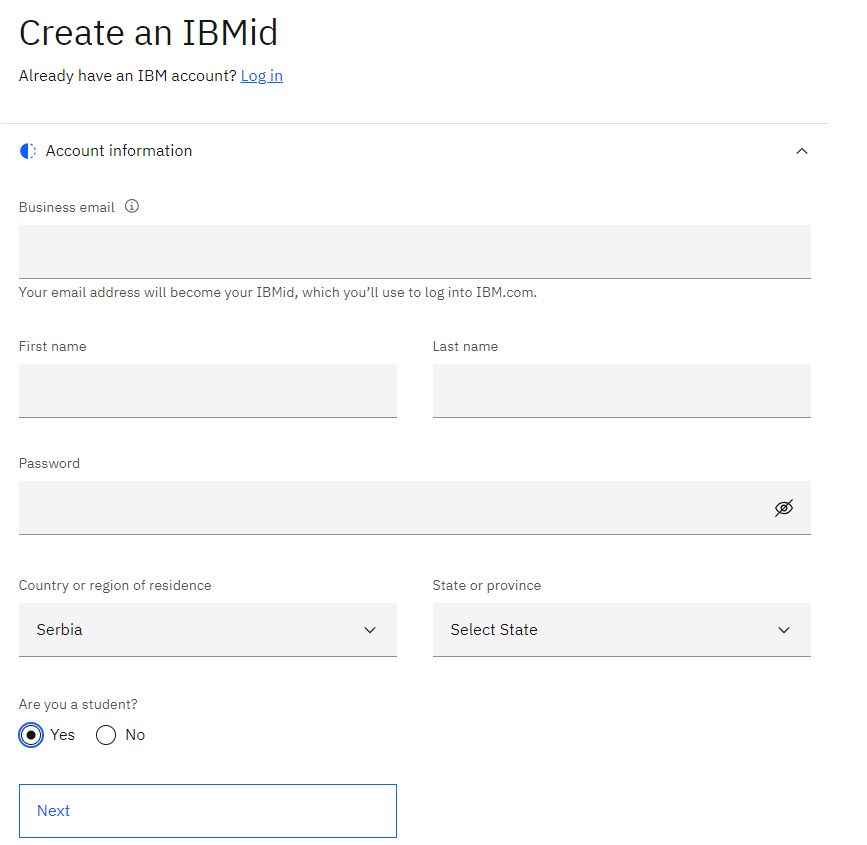 Create an IBMid
Already have an IBM account? Log in
Account information
Business email
Your email address will become your IBMid, which you’ll use to log into IBM.com.
First name
Last name
Password
Country or region of residence
State or province
Serbia
Select State
Are you a student?
Yes
No
Next